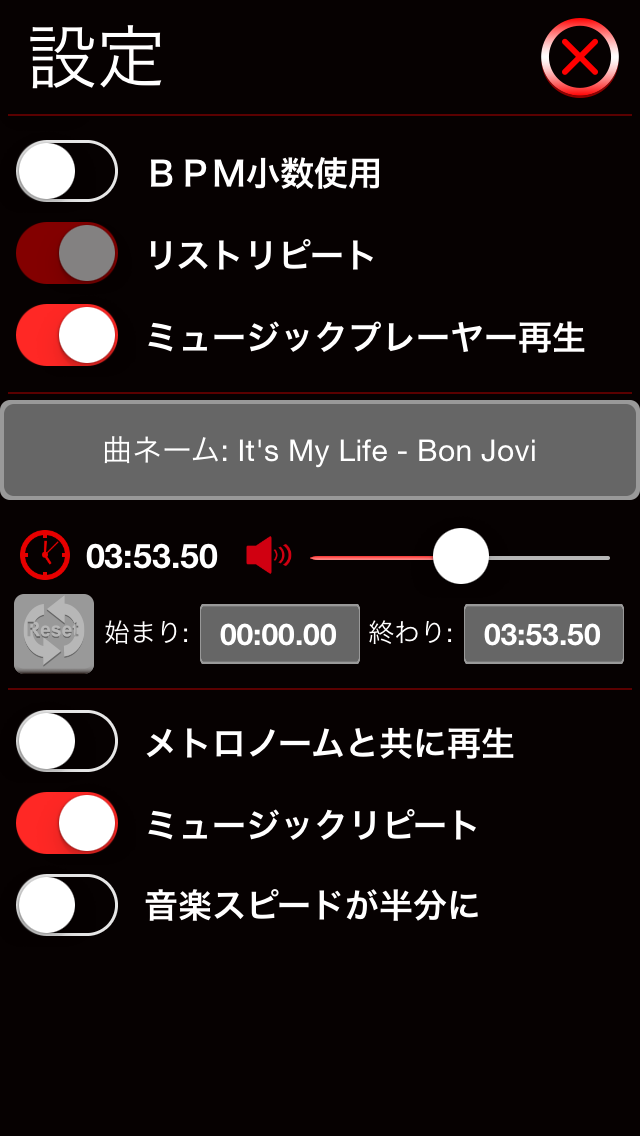 設定
ＢＰＭ小数使用
リストリピート
ミュージックプレーヤー再生
曲ネーム: It's My Life - Bon Jovi
03:53.50
Reset 始まり: 00:00.00 終わり: 03:53.50
メトロノームと共に再生
ミュージックリピート
音楽スピードが半分に